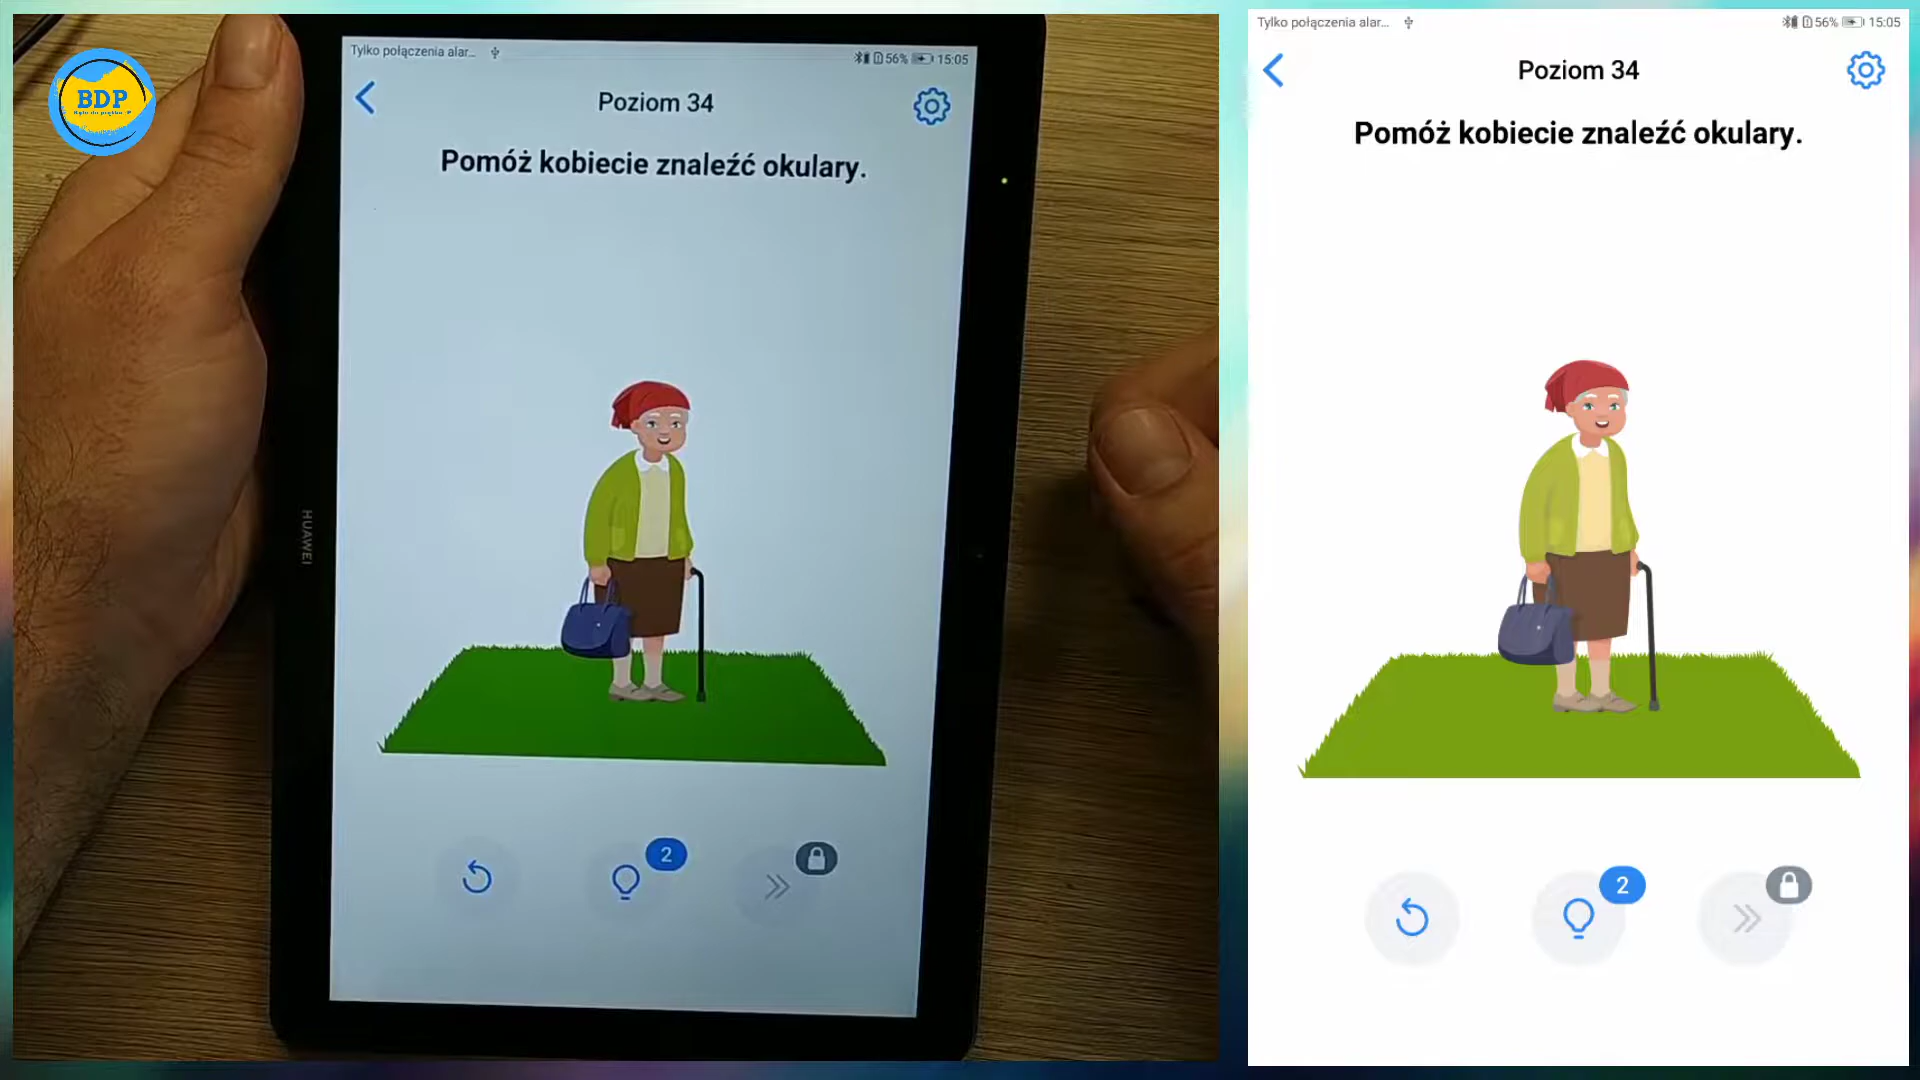 BDP
Tylko połączenia alar...
56% 15:05
Poziom 34
Pomóż kobiecie znaleźć okulary.
2
HUAWEI
Tylko połączenia alar...
56% 15:05
Poziom 34
Pomóż kobiecie znaleźć okulary.
2